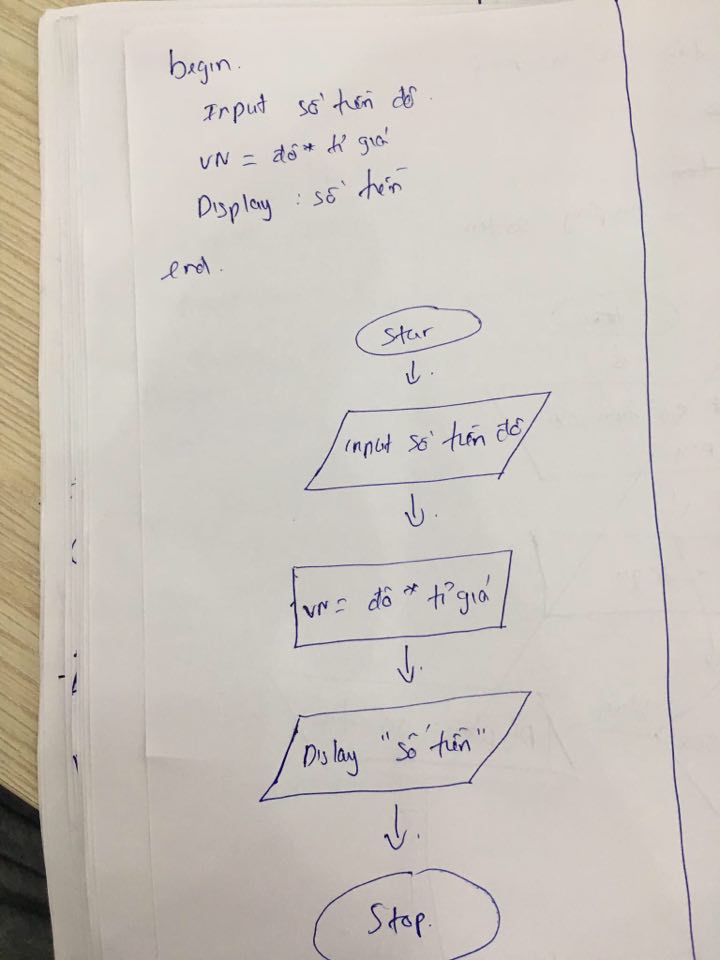 begin.
Input số tiền đô.
VN = đô * tỉ giá
Display : số tiền
end.
Star
input số tiền đô
VN = đô * tỉ giá
Dislay "số tiền"
Stop.